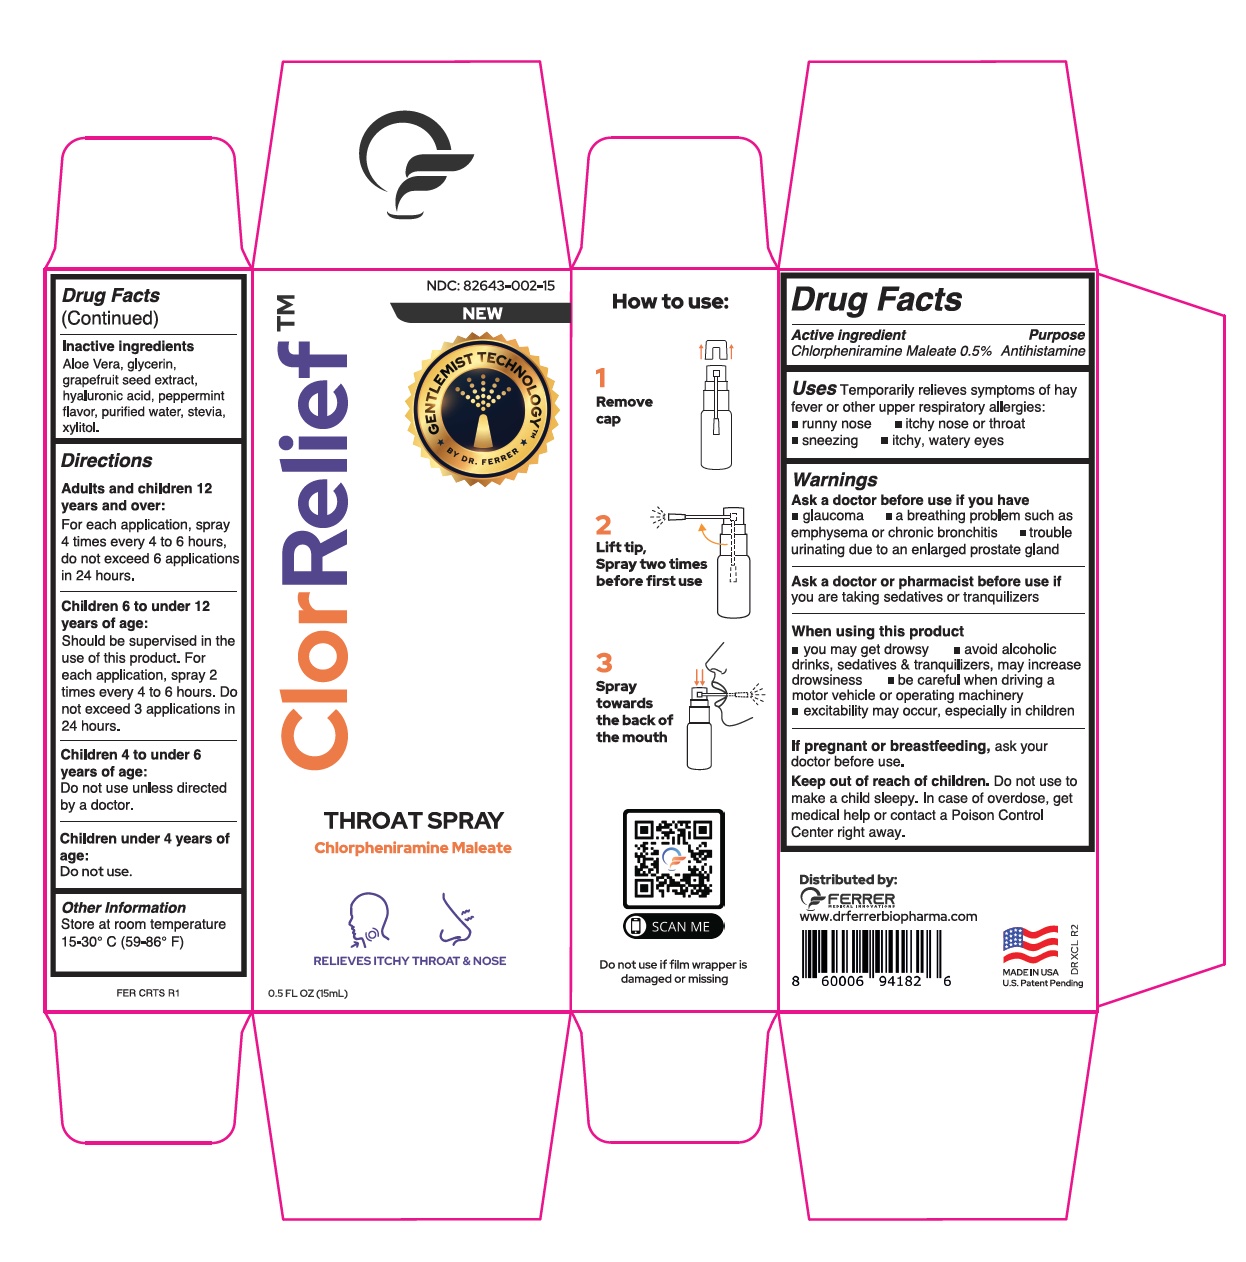 Drug Facts
(Continued)
Inactive ingredients
Aloe Vera, glycerin,
grapefruit seed extract,
hyaluronic acid, peppermint
flavor, purified water, stevia,
xylitol.
Directions
Adults and children 12
years and over:
For each application, spray
4 times every 4 to 6 hours,
do not exceed 6 applications
in 24 hours.
Children 6 to under 12
years of age:
Should be supervised in the
use of this product. For
each application, spray 2
times every 4 to 6 hours. Do
not exceed 3 applications in
24 hours.
Children 4 to under 6
years of age:
Do not use unless directed
by a doctor.
Children under 4 years of
age:
Do not use.
Other Information
Store at room temperature
15-30° C (59-86° F)
FER CRTS R1
NDC: 82643-002-15
NEW
GENTLEMIST TECHNOLOGY™
★ BY DR. FERRER ★
ClorRelief™
THROAT SPRAY
Chlorpheniramine Maleate
RELIEVES ITCHY THROAT & NOSE
0.5 FL OZ (15mL)
How to use:
1
Remove
cap
2
Lift tip,
Spray two times
before first use
3
Spray
towards
the back of
the mouth
SCAN ME
Do not use if film wrapper is
damaged or missing
Drug Facts
Active ingredient Purpose
Chlorpheniramine Maleate 0.5% Antihistamine
Uses Temporarily relieves symptoms of hay
fever or other upper respiratory allergies:
▪ runny nose ▪ itchy nose or throat
▪ sneezing ▪ itchy, watery eyes
Warnings
Ask a doctor before use if you have
▪ glaucoma ▪ a breathing problem such as
emphysema or chronic bronchitis ▪ trouble
urinating due to an enlarged prostate gland
Ask a doctor or pharmacist before use if
you are taking sedatives or tranquilizers
When using this product
▪ you may get drowsy ▪ avoid alcoholic
drinks, sedatives & tranquilizers, may increase
drowsiness ▪ be careful when driving a
motor vehicle or operating machinery
▪ excitability may occur, especially in children
If pregnant or breastfeeding, ask your
doctor before use.
Keep out of reach of children. Do not use to
make a child sleepy. In case of overdose, get
medical help or contact a Poison Control
Center right away.
Distributed by:
FERRER
MEDICAL INNOVATIONS
www.drferrerbiopharma.com
8 60006 94182 6
MADE IN USA
U.S. Patent Pending
DRXCL R2